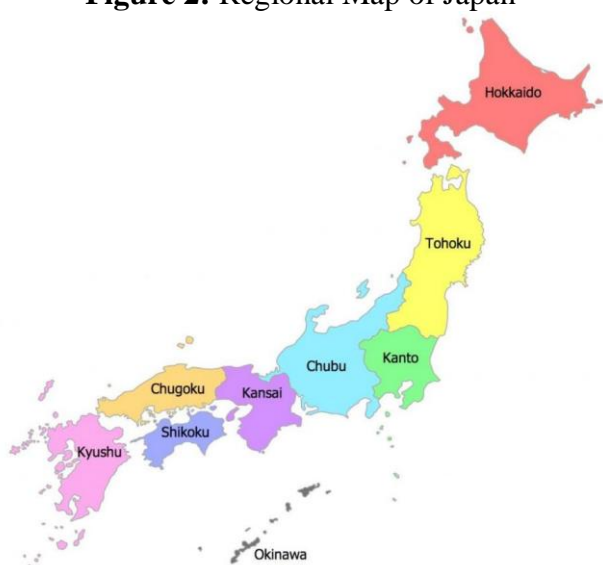 Figure 2: Regional Map of Japan
Hokkaido
Tohoku
Kanto
Chubu
Kansai
Chugoku
Shikoku
Kyushu
Okinawa